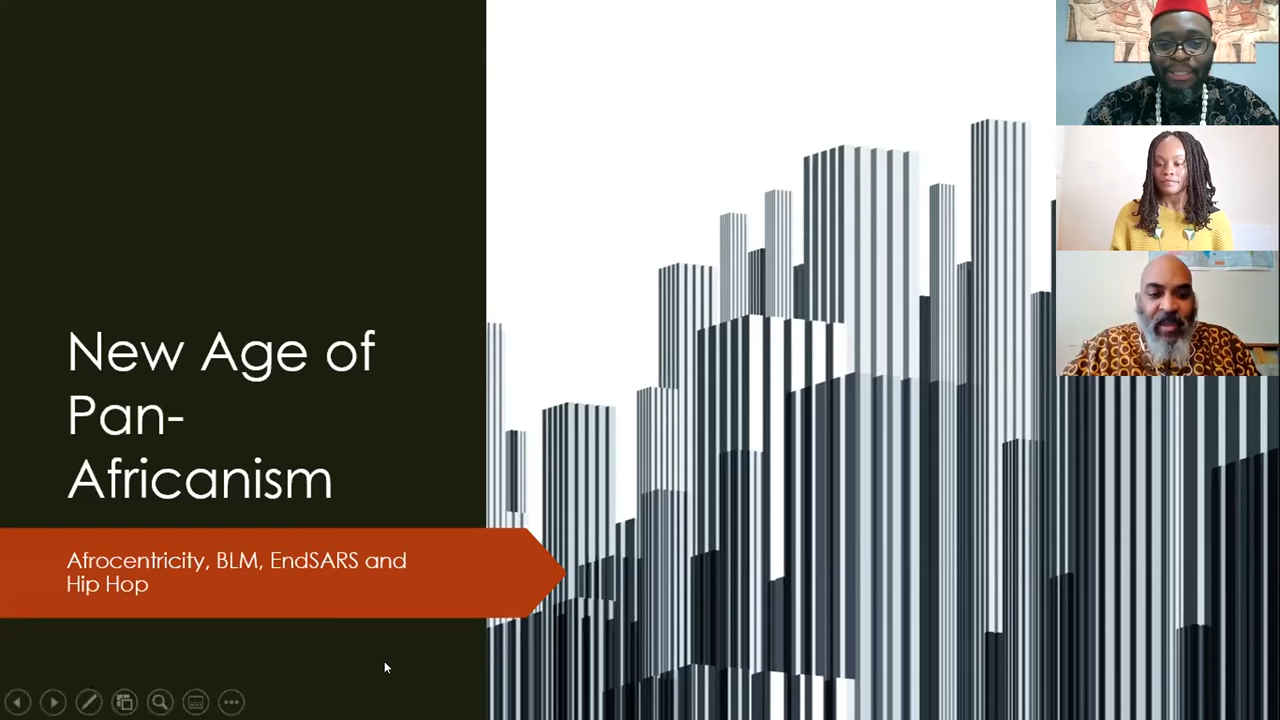 New Age of
Pan-
Africanism
Afrocentricity, BLM, EndSARS and
Hip Hop